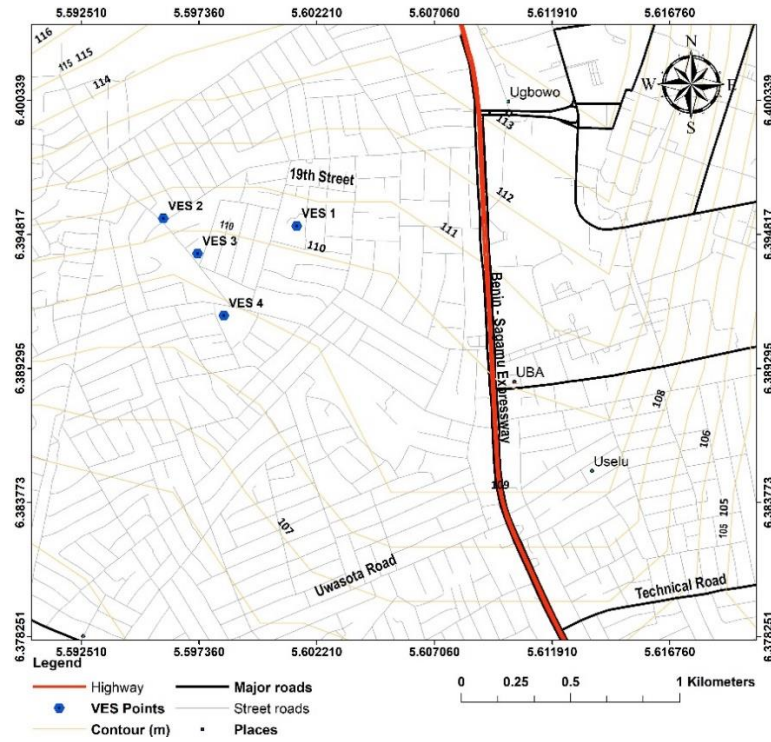 5.592510 5.597360 5.602210 5.607060 5.611910 5.616760
116
115
115
114
N
W E
S
6.400339 6.400339
Ugbowo
113
19th Street
112
VES 2
VES 1
6.394817 6.394817
110
111
VES 3
110
VES 4
Benin - Sagamu Expressway
6.389295 6.389295
UBA
108
106
Uselu
109
6.383773 6.383773
105
105
107
Uwasota Road
Technical Road
6.378251 6.378251
5.592510 5.597360 5.602210 5.607060 5.611910 5.616760
Legend
Highway Major roads
VES Points Street roads
Contour (m) Places
0 0.25 0.5 1 Kilometers